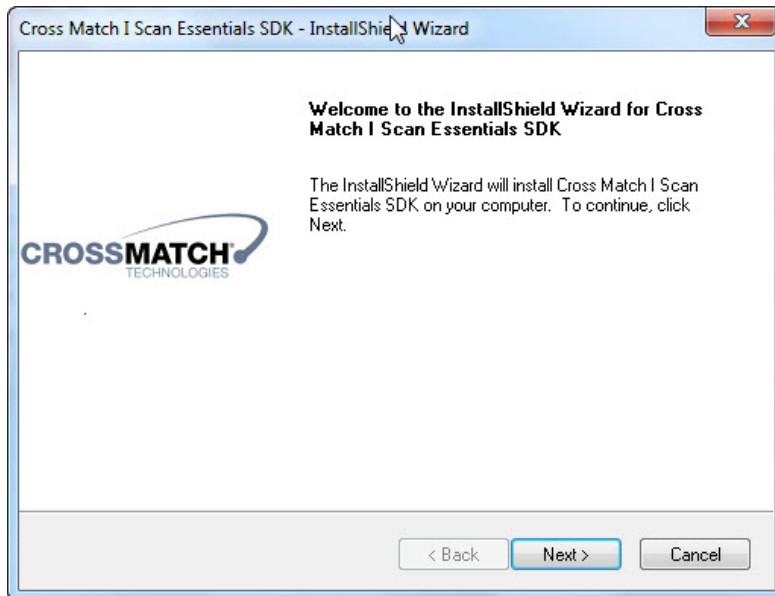 Cross Match I Scan Essentials SDK - InstallShield Wizard
Welcome to the InstallShield Wizard for Cross
Match I Scan Essentials SDK
The InstallShield Wizard will install Cross Match I Scan
Essentials SDK on your computer. To continue, click
Next.
CROSSMATCH
TECHNOLOGIES
< Back
Next >
Cancel